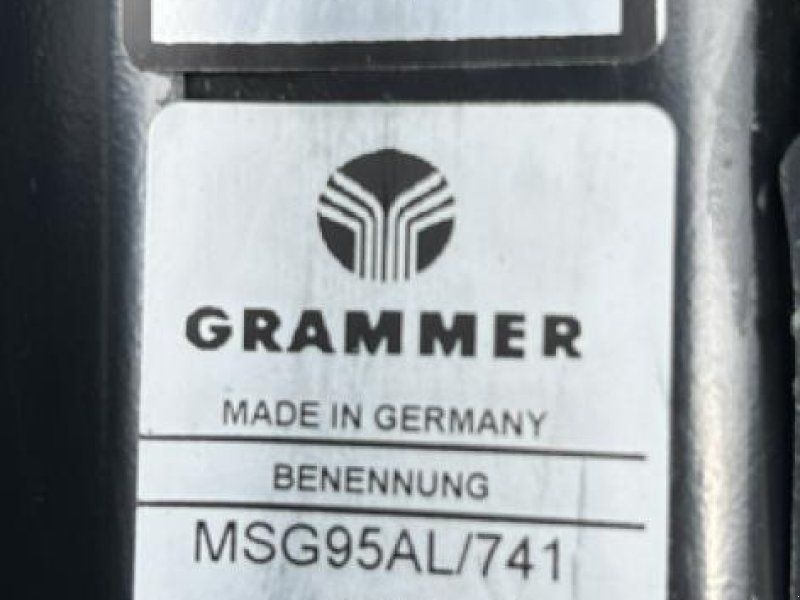 GRAMMER
MADE IN GERMANY
BENENNUNG
MSG95AL/741